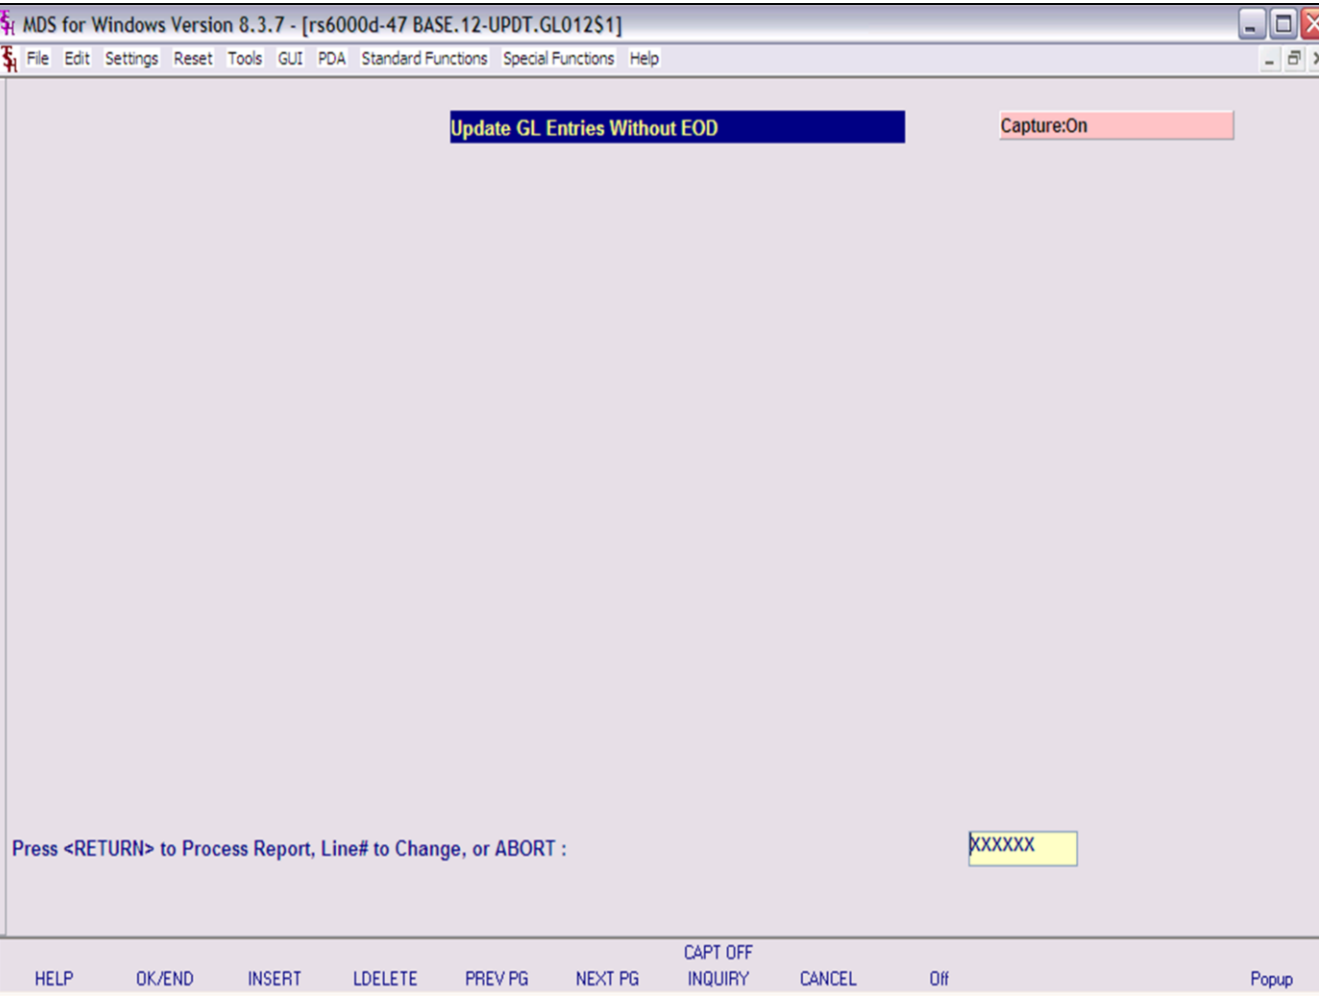 MDS for Windows Version 8.3.7 - [rs6000d-47 BASE.12-UPDT.GL012$1]
File Edit Settings Reset Tools GUI PDA Standard Functions Special Functions Help
Update GL Entries Without EOD
Capture:On
Press <RETURN> to Process Report, Line# to Change, or ABORT :
XXXXXX
CAPT OFF
HELP OK/END INSERT LDELETE PREV PG NEXT PG INQUIRY CANCEL Off Popup